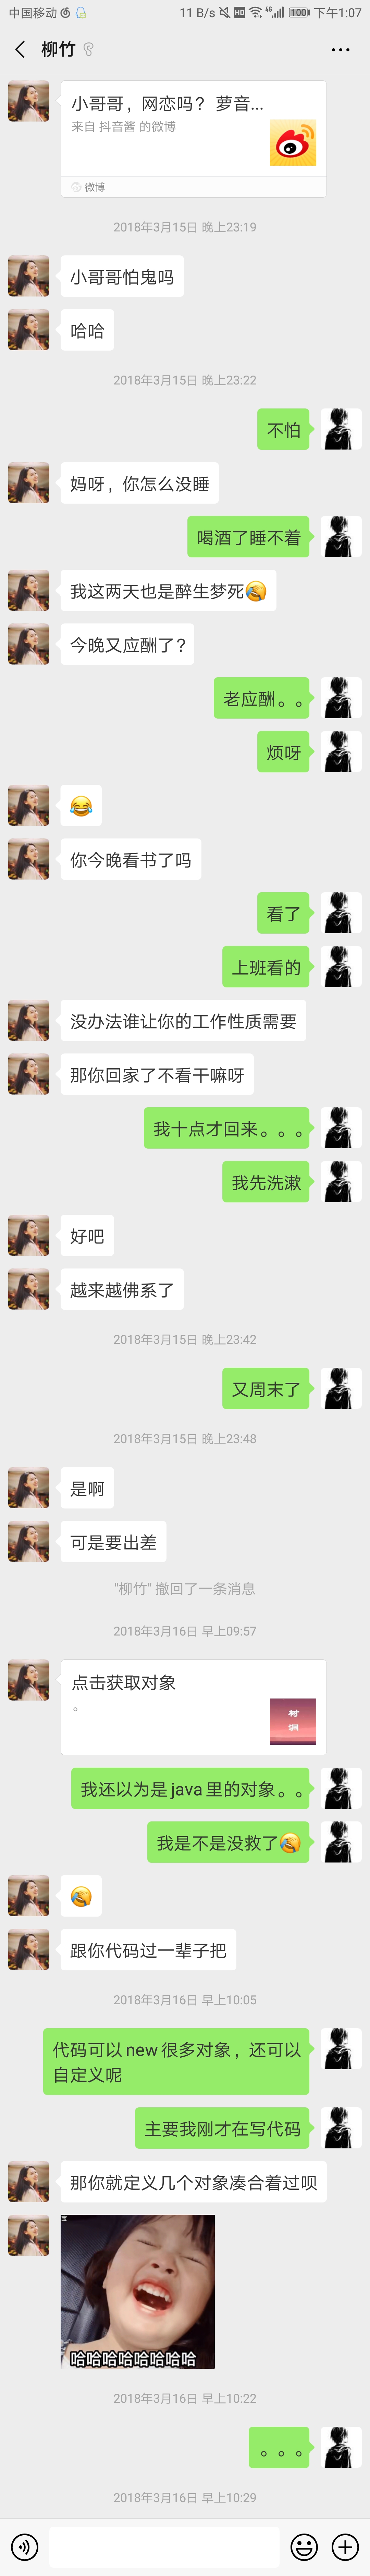 中国移动
11 B/s
HD
4G
100
下午1:07
柳竹
小哥哥，网恋吗？ 萝音...
来自 抖音酱 的微博
微博
2018年3月15日 晚上23:19
小哥哥怕鬼吗
哈哈
2018年3月15日 晚上23:22
不怕
妈呀，你怎么没睡
喝酒了睡不着
我这两天也是醉生梦死😹
今晚又应酬了?
老应酬。。
烦呀
😂
你今晚看书了吗
看了
上班看的
没办法谁让你的工作性质需要
那你回家了不看干嘛呀
我十点才回来。。。
我先洗漱
好吧
越来越佛系了
2018年3月15日 晚上23:42
又周末了
2018年3月15日 晚上23:48
是啊
可是要出差
"柳竹" 撤回了一条消息
2018年3月16日 早上09:57
点击获取对象
。
树
洞
我还以为是java里的对象。。
我是不是没救了😹
😹
跟你代码过一辈子把
2018年3月16日 早上10:05
代码可以new很多对象，还可以
自定义呢
主要我刚才在写代码
那你就定义几个对象凑合着过呗
哈哈哈哈哈哈哈哈
2018年3月16日 早上10:22
。。。
2018年3月16日 早上10:29